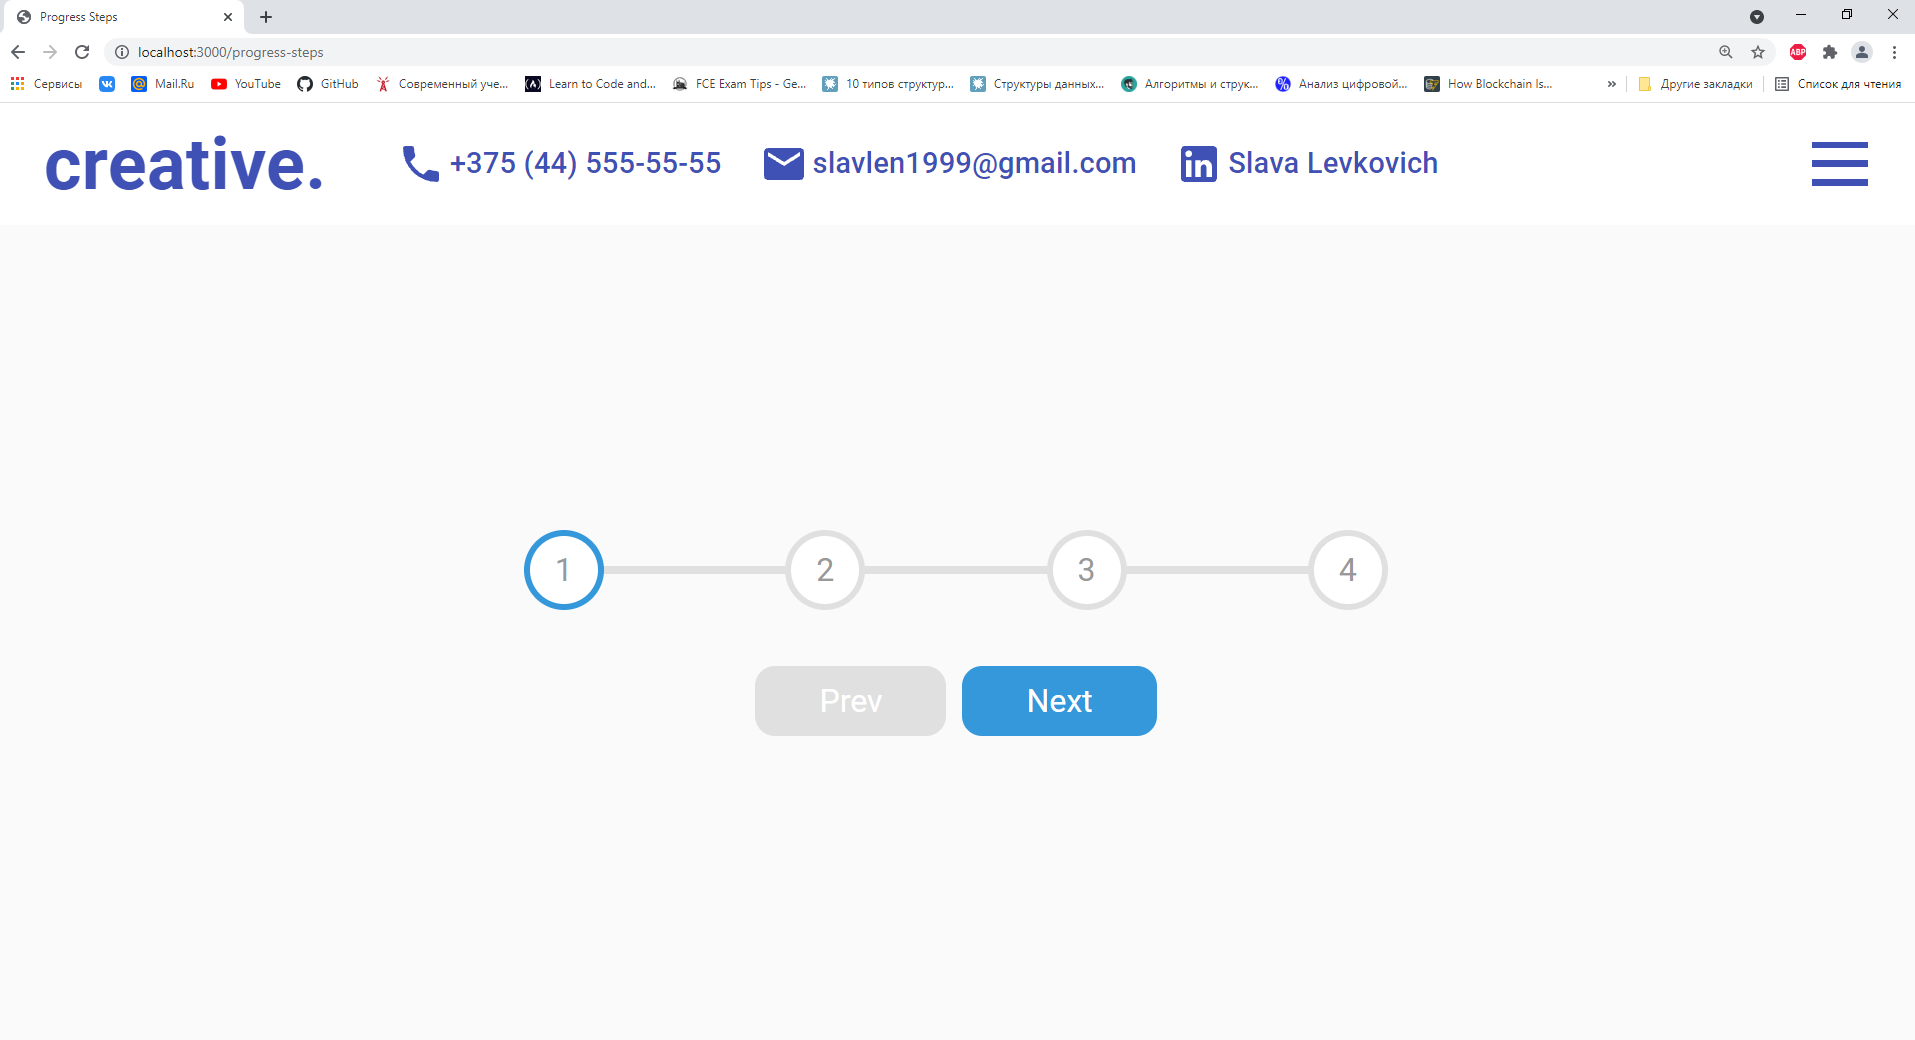 Progress Steps
localhost:3000/progress-steps
ABP
Сервисы Mail.Ru YouTube GitHub Современный уче... Learn to Code and... FCE Exam Tips - Ge... 10 типов структур... Структуры данных... Алгоритмы и струк... Анализ цифровой... How Blockchain Is... » Другие закладки Список для чтения
creative. +375 (44) 555-55-55 slavlen1999@gmail.com in Slava Levkovich
1 2 3 4
Prev Next